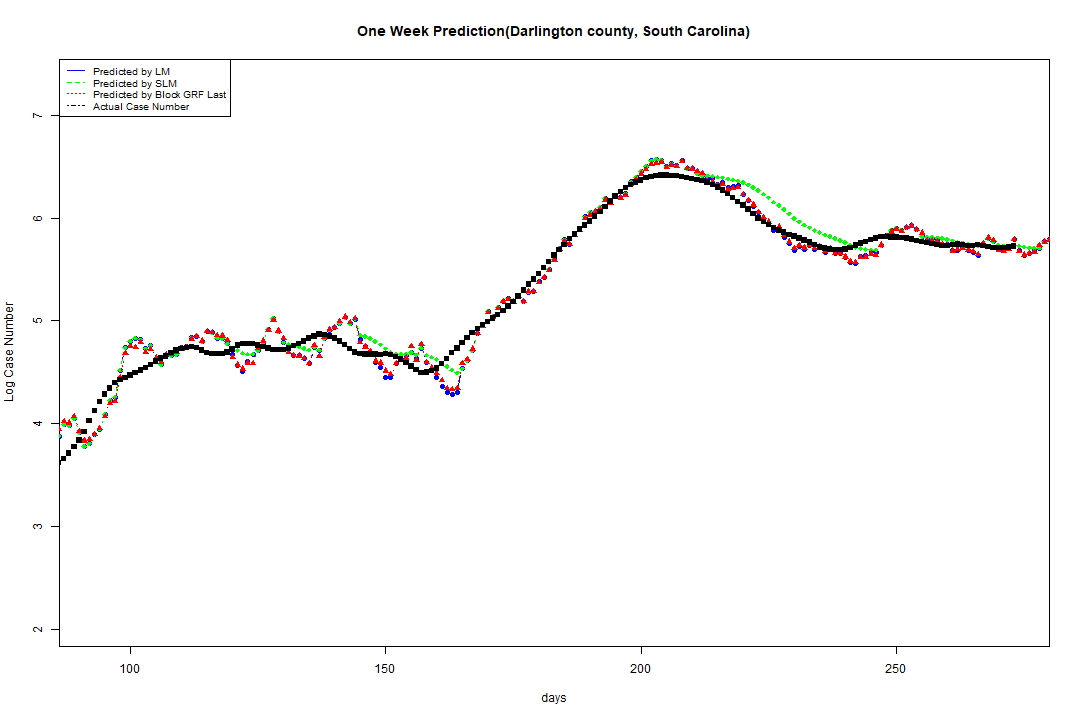 One Week Prediction(Darlington county, South Carolina)
Predicted by LM
Predicted by SLM
Predicted by Block GRF Last
Actual Case Number
7
6
5
4
3
2
Log Case Number
100 150 200 250
days